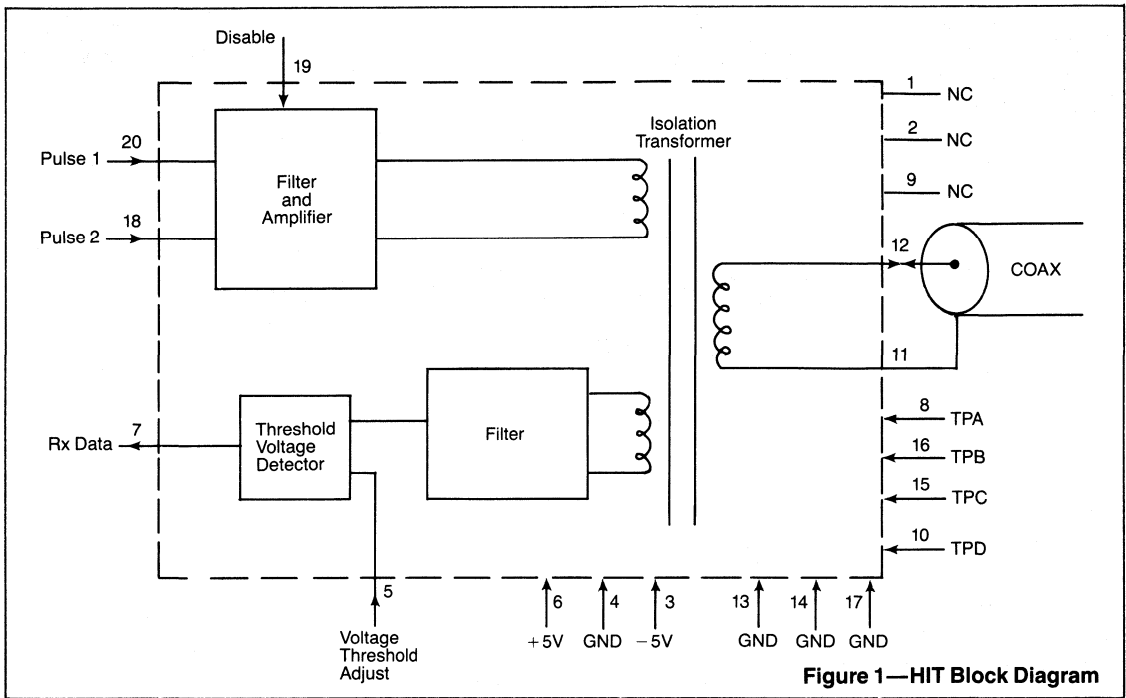 Disable
19
1
NC
Isolation
Transformer
2
NC
20
Pulse 1
Filter
and
Amplifier
9
NC
18
Pulse 2
12
COAX
11
8
TPA
Threshold
Voltage
Detector
Filter
7
Rx Data
16
TPB
15
TPC
10
TPD
5
6
4
3
13
14
17
Voltage
Threshold
Adjust
+5V
GND
−5V
GND
GND
GND
Figure 1—HIT Block Diagram